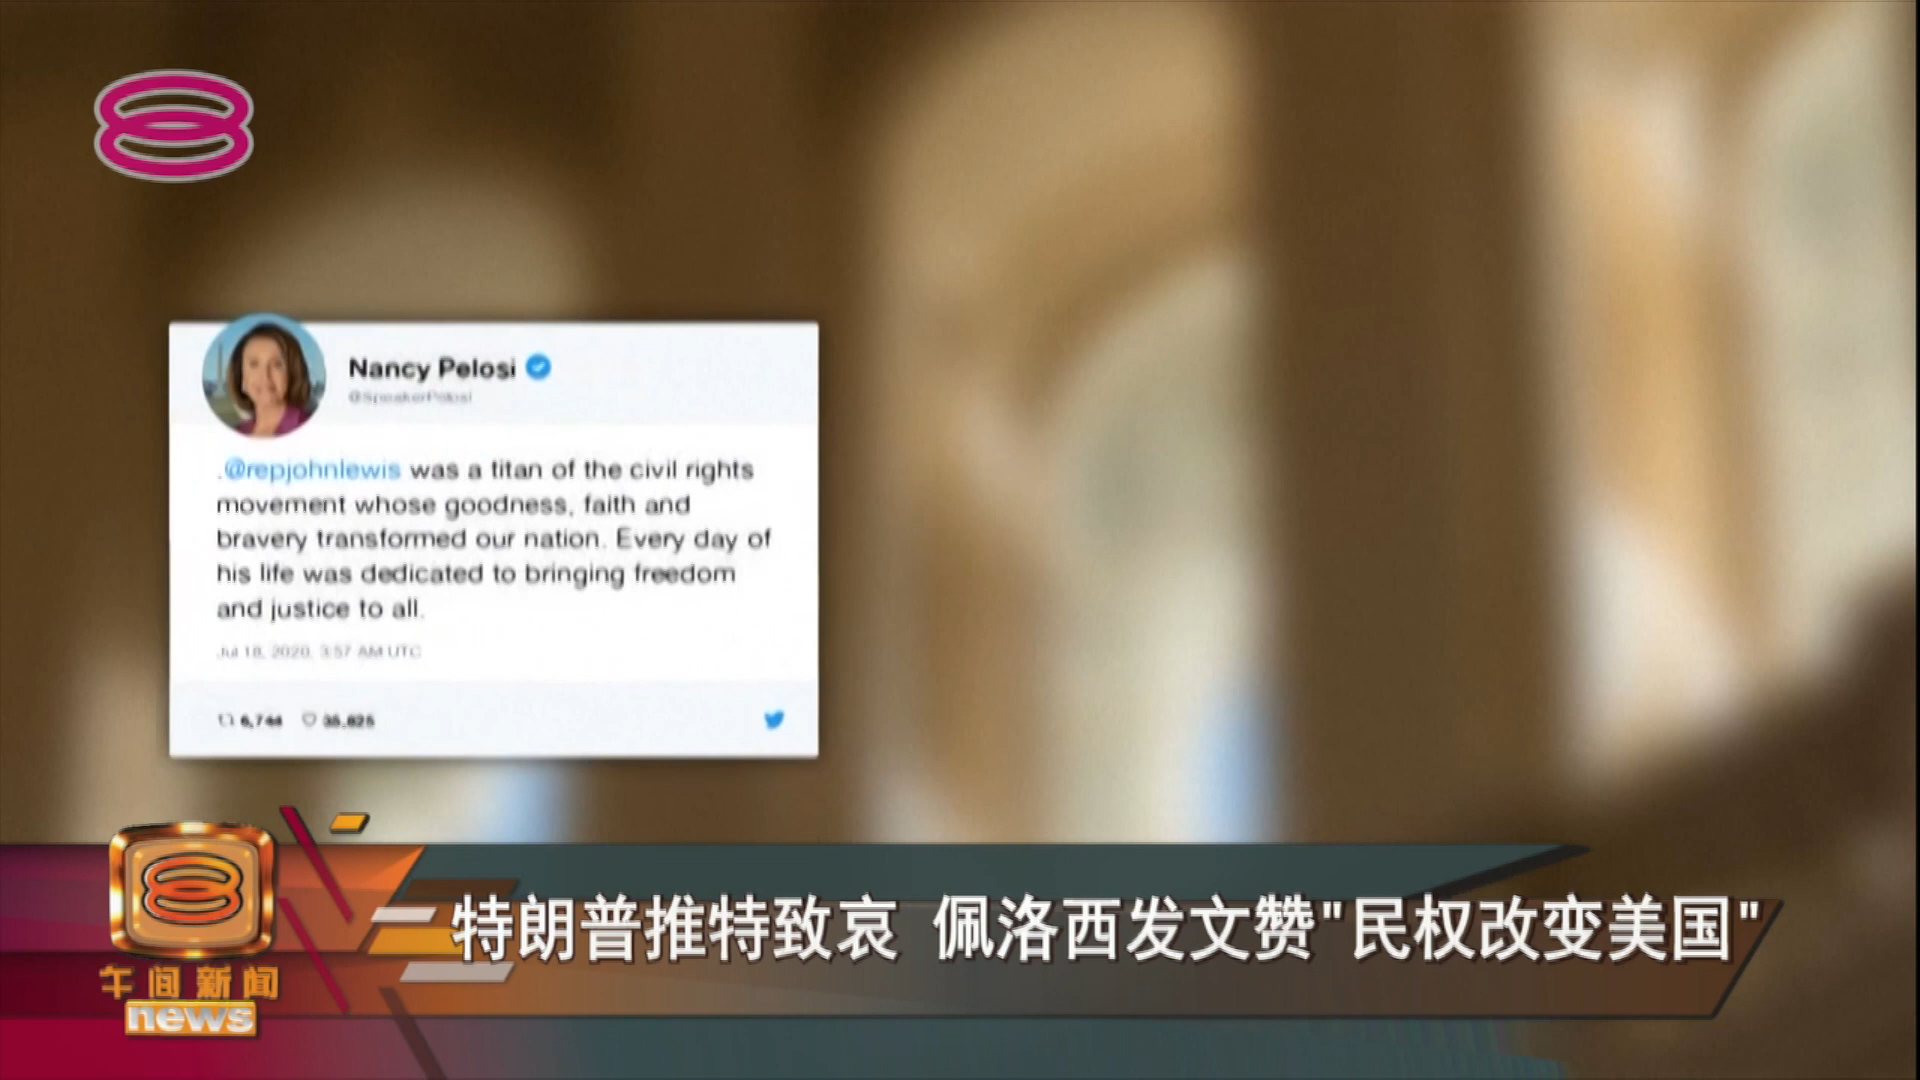 Nancy Pelosi
@SpeakerPelosi
.@repjohnlewis was a titan of the civil rights
movement whose goodness, faith and
bravery transformed our nation. Every day of
his life was dedicated to bringing freedom
and justice to all.
Jul 18, 2020, 3:57 AM UTC
6,744 35,825
特朗普推特致哀 佩洛西发文赞"民权改变美国"
午间新闻
news